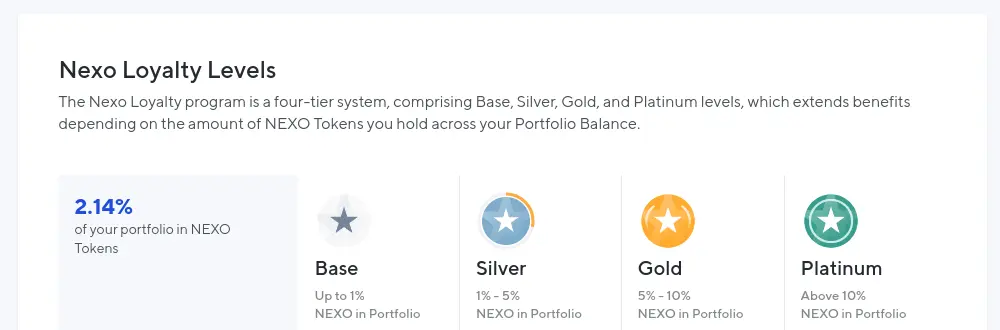 Nexo Loyalty Levels
The Nexo Loyalty program is a four-tier system, comprising Base, Silver, Gold, and Platinum levels, which extends benefits
depending on the amount of NEXO Tokens you hold across your Portfolio Balance.
2.14%
of your portfolio in NEXO
Tokens
Base
Up to 1%
NEXO in Portfolio
Silver
1% - 5%
NEXO in Portfolio
Gold
5% - 10%
NEXO in Portfolio
Platinum
Above 10%
NEXO in Portfolio